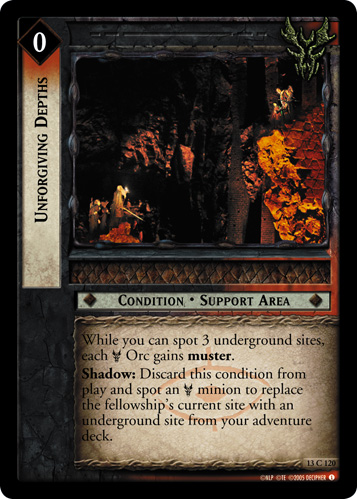 0
Unforgiving Depths
Condition • Support Area
While you can spot 3 underground sites,
each Orc gains muster.
Shadow: Discard this condition from
play and spot an minion to replace
the fellowship's current site with an
underground site from your adventure
deck.
13 C 120
©NLP ©TE ©2005 DECIPHER